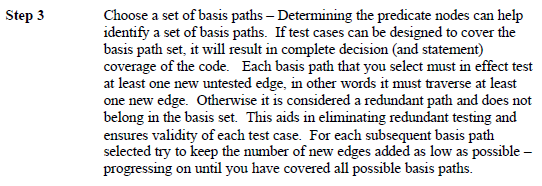 Step 3 Choose a set of basis paths – Determining the predicate nodes can help
identify a set of basis paths. If test cases can be designed to cover the
basis path set, it will result in complete decision (and statement)
coverage of the code. Each basis path that you select must in effect test
at least one new untested edge, in other words it must traverse at least
one new edge. Otherwise it is considered a redundant path and does not
belong in the basis set. This aids in eliminating redundant testing and
ensures validity of each test case. For each subsequent basis path
selected try to keep the number of new edges added as low as possible –
progressing on until you have covered all possible basis paths.